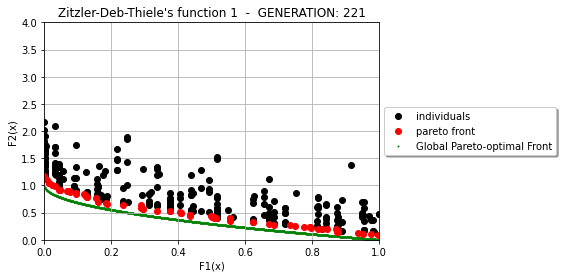 Zitzler-Deb-Thiele's function 1 - GENERATION: 221
4.0
3.5
3.0
2.5
2.0
1.5
1.0
0.5
0.0
F2(x)
0.0 0.2 0.4 0.6 0.8 1.0
F1(x)
individuals
pareto front
Global Pareto-optimal Front